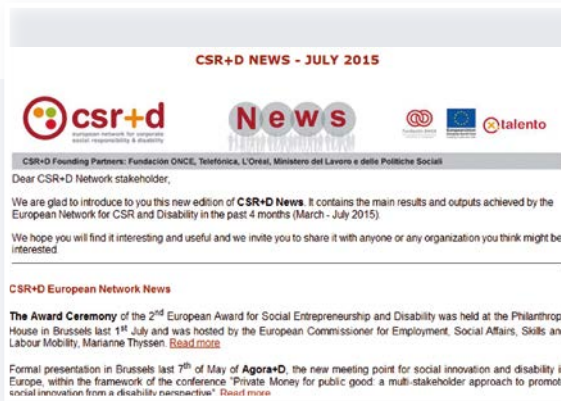 CSR+D NEWS - JULY 2015
csr+d
european network for corporate
social responsibility & disability
News
Fundación ONCE
talento
CSR+D Founding Partners: Fundación ONCE, Telefónica, L'Oréal, Ministero del Lavoro e delle Politiche Sociali
Dear CSR+D Network stakeholder,
We are glad to introduce to you this new edition of CSR+D News. It contains the main results and outputs achieved by the
European Network for CSR and Disability in the past 4 months (March - July 2015).
We hope you will find it interesting and useful and we invite you to share it with anyone or any organization you think might be
interested.
CSR+D European Network News
The Award Ceremony of the 2nd European Award for Social Entrepreneurship and Disability was held at the Philanthrop
House in Brussels last 1st July and was hosted by the European Commissioner for Employment, Social Affairs, Skills an
Labour Mobility, Marianne Thyssen. Read more
Formal presentation in Brussels last 7th of May of Agora+D, the new meeting point for social innovation and disability i
Europe, within the framework of the conference "Private Money for public good: a multi-stakeholder approach to promot
social innovation from a disability perspective". Read more